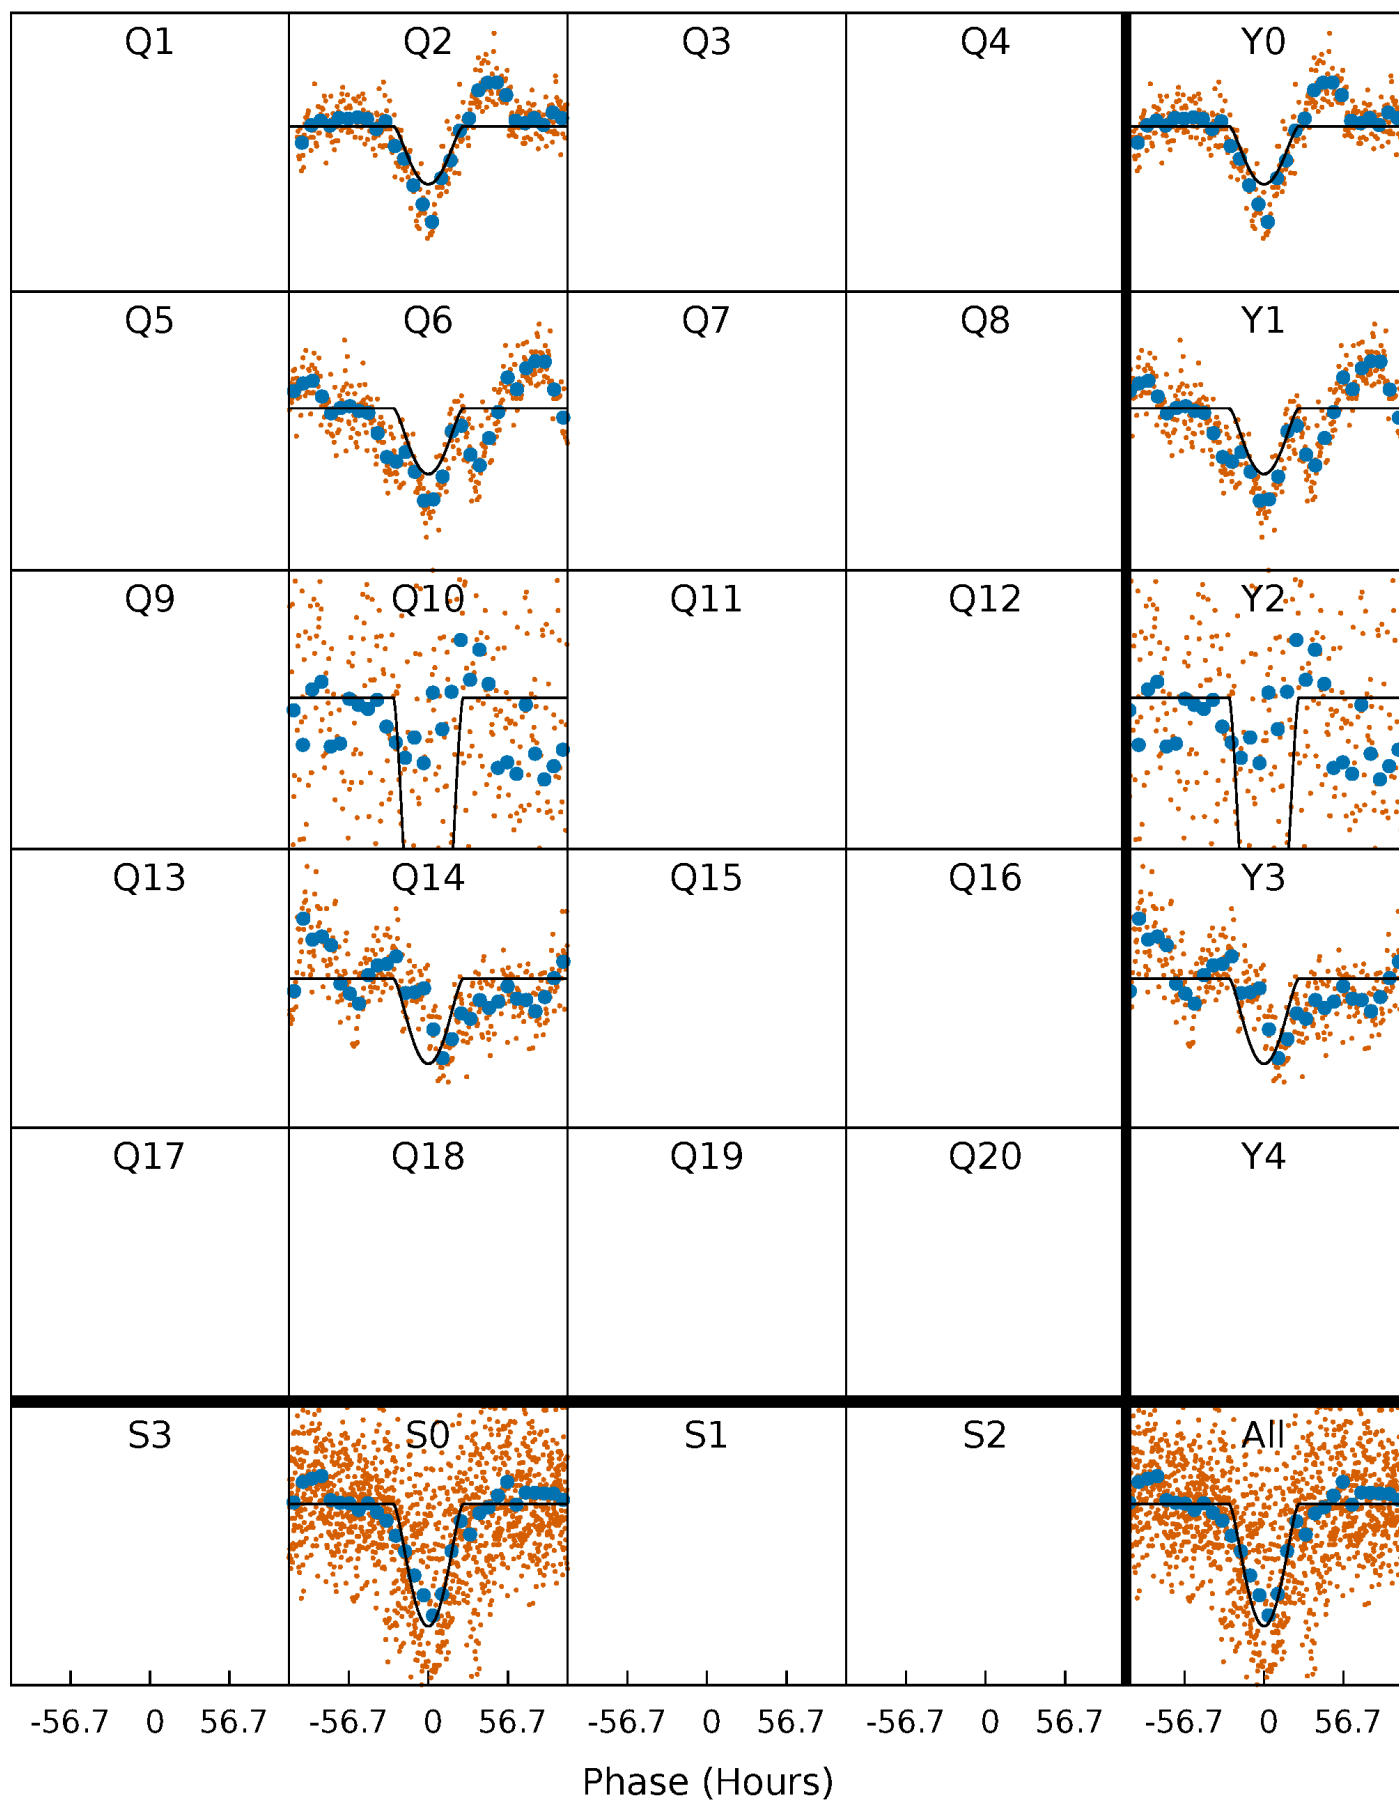 Q1 Q2 Q3 Q4 Y0
Q5 Q6 Q7 Q8 Y1
Q9 Q10 Q11 Q12 Y2
Q13 Q14 Q15 Q16 Y3
Q17 Q18 Q19 Q20 Y4
S3 S0 S1 S2 All
-56.7 0 56.7 -56.7 0 56.7 -56.7 0 56.7 -56.7 0 56.7 -56.7 0 56.7
Phase (Hours)